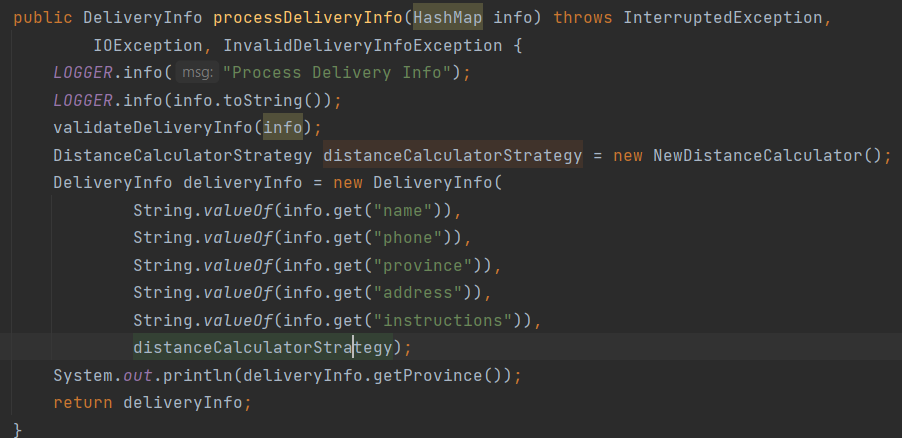 public DeliveryInfo processDeliveryInfo(HashMap info) throws InterruptedException,
        IOException, InvalidDeliveryInfoException {
    LOGGER.info( msg: "Process Delivery Info");
    LOGGER.info(info.toString());
    validateDeliveryInfo(info);
    DistanceCalculatorStrategy distanceCalculatorStrategy = new NewDistanceCalculator();
    DeliveryInfo deliveryInfo = new DeliveryInfo(
            String.valueOf(info.get("name")),
            String.valueOf(info.get("phone")),
            String.valueOf(info.get("province")),
            String.valueOf(info.get("address")),
            String.valueOf(info.get("instructions")),
            distanceCalculatorStrategy);
    System.out.println(deliveryInfo.getProvince());
    return deliveryInfo;
}